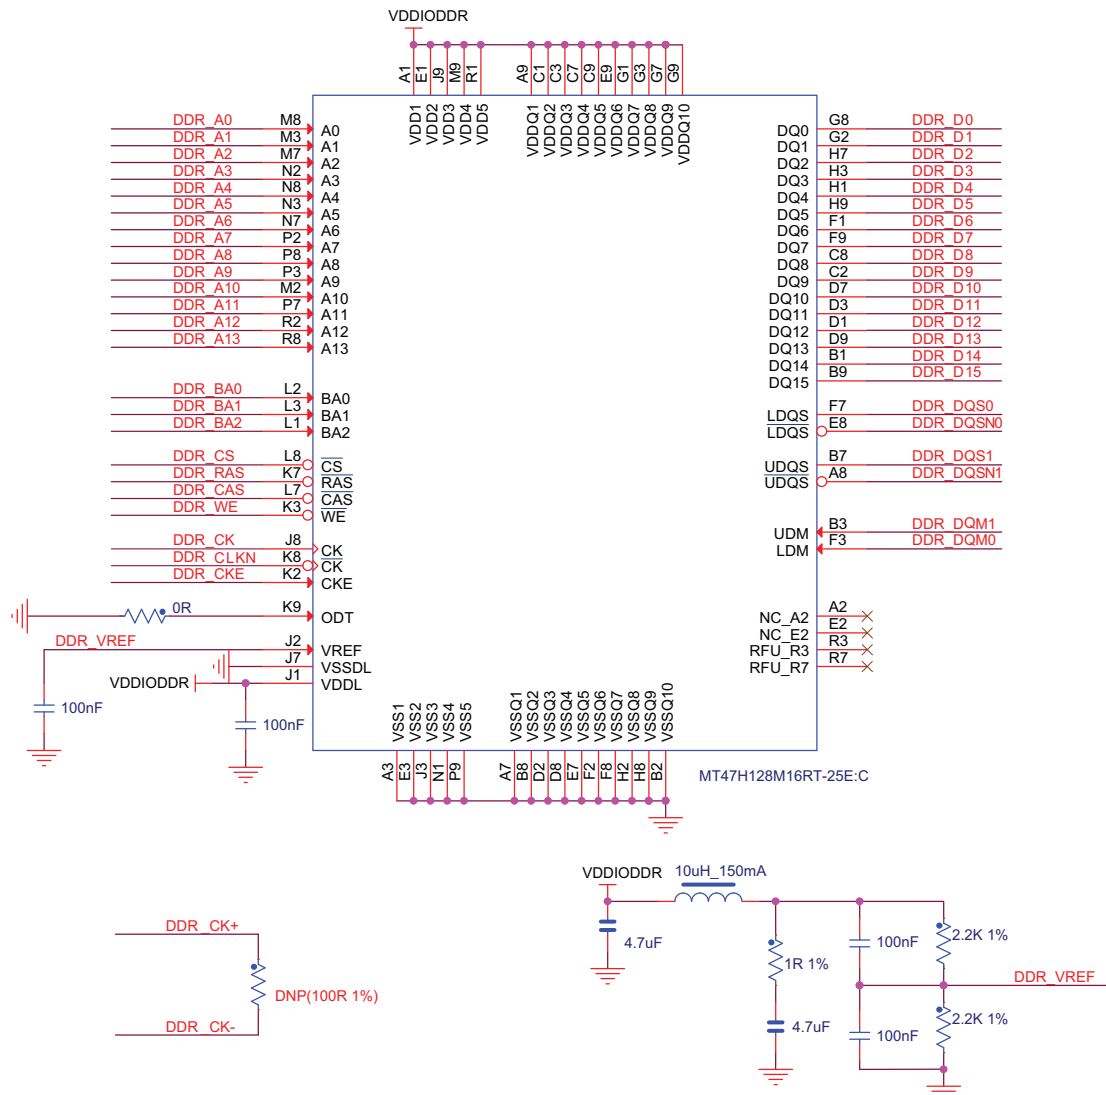 VDDIODDR
A1 E1 J9 M9 R1 A9 C1 C3 C7 C9 E9 G1 G3 G7 G9
VDD1 VDD2 VDD3 VDD4 VDD5 VDDQ1 VDDQ2 VDDQ3 VDDQ4 VDDQ5 VDDQ6 VDDQ7 VDDQ8 VDDQ9 VDDQ10
DDR_A0 M8 A0 DQ0 G8 DDR_D0
DDR_A1 M3 A1 DQ1 G2 DDR_D1
DDR_A2 M7 A2 DQ2 H7 DDR_D2
DDR_A3 N2 A3 DQ3 H3 DDR_D3
DDR_A4 N8 A4 DQ4 H1 DDR_D4
DDR_A5 N3 A5 DQ5 H9 DDR_D5
DDR_A6 N7 A6 DQ6 F1 DDR_D6
DDR_A7 P2 A7 DQ7 F9 DDR_D7
DDR_A8 P8 A8 DQ8 C8 DDR_D8
DDR_A9 P3 A9 DQ9 C2 DDR_D9
DDR_A10 M2 A10 DQ10 D7 DDR_D10
DDR_A11 P7 A11 DQ11 D3 DDR_D11
DDR_A12 R2 A12 DQ12 D1 DDR_D12
DDR_A13 R8 A13 DQ13 D9 DDR_D13
DQ14 B1 DDR_D14
DQ15 B9 DDR_D15
DDR_BA0 L2 BA0
DDR_BA1 L3 BA1 LDQS F7 DDR_DQS0
DDR_BA2 L1 BA2 LDQS E8 DDR_DQSN0
DDR_CS L8 CS UDQS B7 DDR_DQS1
DDR_RAS K7 RAS UDQS A8 DDR_DQSN1
DDR_CAS L7 CAS
DDR_WE K3 WE
UDM B3 DDR_DQM1
DDR_CK J8 CK LDM F3 DDR_DQM0
DDR_CLKN K8 CK
DDR_CKE K2 CKE
0R K9 ODT NC_A2 A2
NC_E2 E2
DDR_VREF J2 VREF RFU_R3 R3
J7 VSSDL RFU_R7 R7
VDDIODDR J1 VDDL
100nF
100nF
VSS1 VSS2 VSS3 VSS4 VSS5 VSSQ1 VSSQ2 VSSQ3 VSSQ4 VSSQ5 VSSQ6 VSSQ7 VSSQ8 VSSQ9 VSSQ10
A3 E3 J3 N1 P9 A7 B8 D2 D8 E7 F2 F8 H2 H8 B2
MT47H128M16RT-25E:C
VDDIODDR 10uH_150mA
DDR_CK+
DNP(100R 1%)
DDR_CK-
4.7uF
1R 1%
4.7uF
100nF 2.2K 1%
DDR_VREF
100nF 2.2K 1%